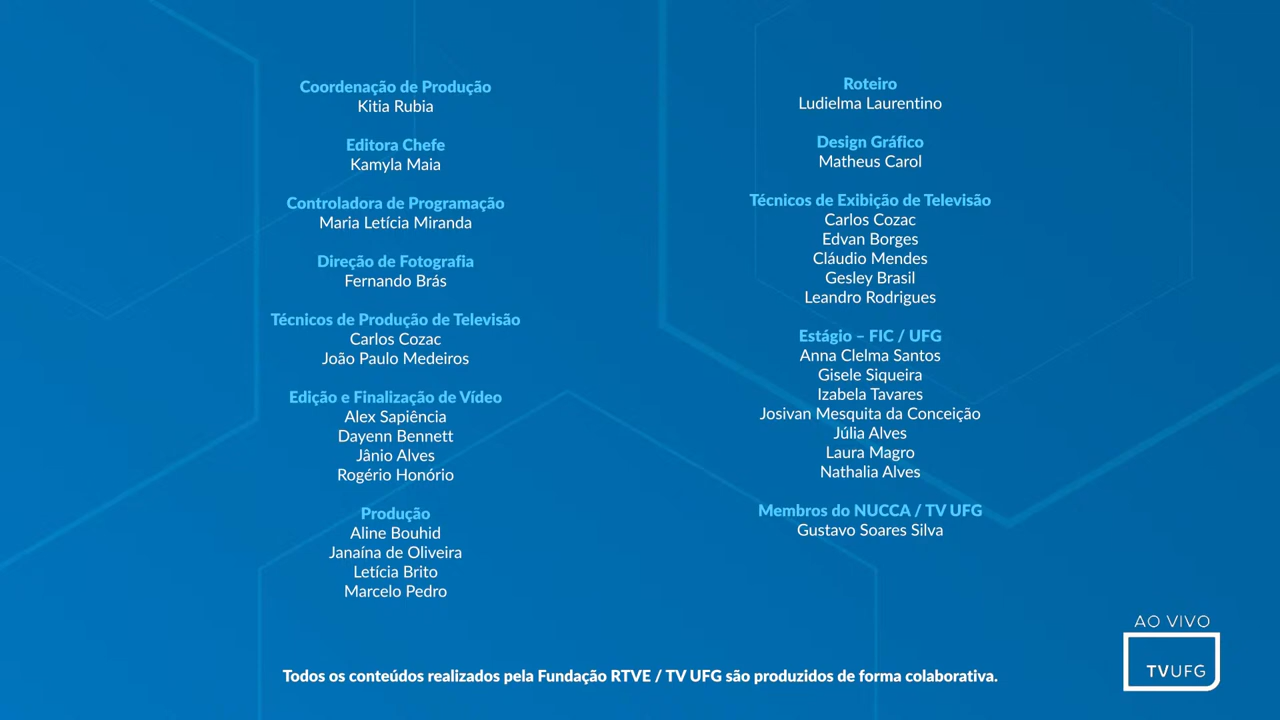 Coordenação de Produção
Kitia Rubia
Editora Chefe
Kamyla Maia
Controladora de Programação
Maria Letícia Miranda
Direção de Fotografia
Fernando Brás
Técnicos de Produção de Televisão
Carlos Cozac
João Paulo Medeiros
Edição e Finalização de Vídeo
Alex Sapiência
Dayenn Bennett
Jânio Alves
Rogério Honório
Produção
Aline Bouhid
Janaína de Oliveira
Letícia Brito
Marcelo Pedro
Roteiro
Ludielma Laurentino
Design Gráfico
Matheus Carol
Técnicos de Exibição de Televisão
Carlos Cozac
Edvan Borges
Cláudio Mendes
Gesley Brasil
Leandro Rodrigues
Estágio – FIC / UFG
Anna Clelma Santos
Gisele Siqueira
Izabela Tavares
Josivan Mesquita da Conceição
Júlia Alves
Laura Magro
Nathalia Alves
Membros do NUCCA / TV UFG
Gustavo Soares Silva
Todos os conteúdos realizados pela Fundação RTVE / TV UFG são produzidos de forma colaborativa.
AO VIVO
TVUFG